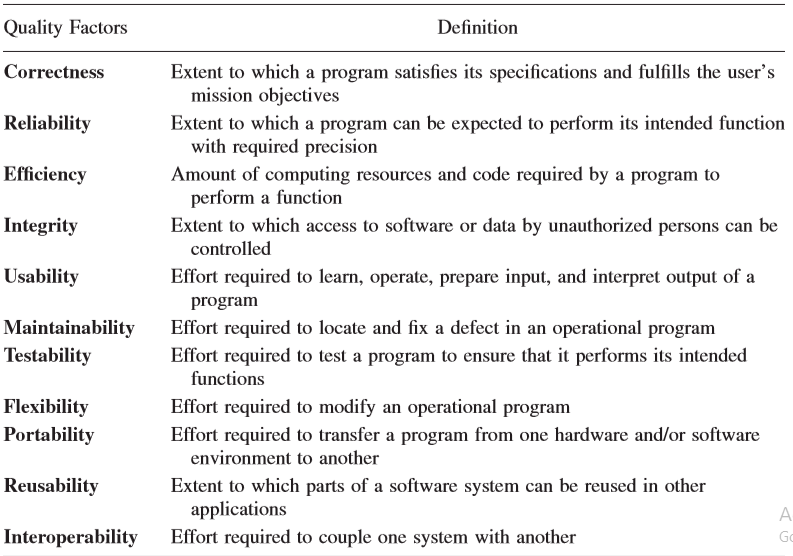 Quality Factors Definition
Correctness Extent to which a program satisfies its specifications and fulfills the user's
mission objectives
Reliability Extent to which a program can be expected to perform its intended function
with required precision
Efficiency Amount of computing resources and code required by a program to
perform a function
Integrity Extent to which access to software or data by unauthorized persons can be
controlled
Usability Effort required to learn, operate, prepare input, and interpret output of a
program
Maintainability Effort required to locate and fix a defect in an operational program
Testability Effort required to test a program to ensure that it performs its intended
functions
Flexibility Effort required to modify an operational program
Portability Effort required to transfer a program from one hardware and/or software
environment to another
Reusability Extent to which parts of a software system can be reused in other
applications
Interoperability Effort required to couple one system with another
A
Go